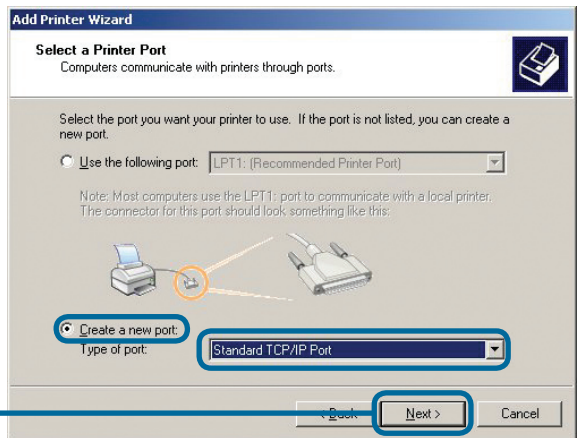 Add Printer Wizard
Select a Printer Port
Computers communicate with printers through ports.
Select the port you want your printer to use. If the port is not listed, you can create a
new port.
Use the following port: LPT1: (Recommended Printer Port)
Note: Most computers use the LPT1: port to communicate with a local printer.
The connector for this port should look something like this:
Create a new port:
Type of port: Standard TCP/IP Port
< Back Next > Cancel